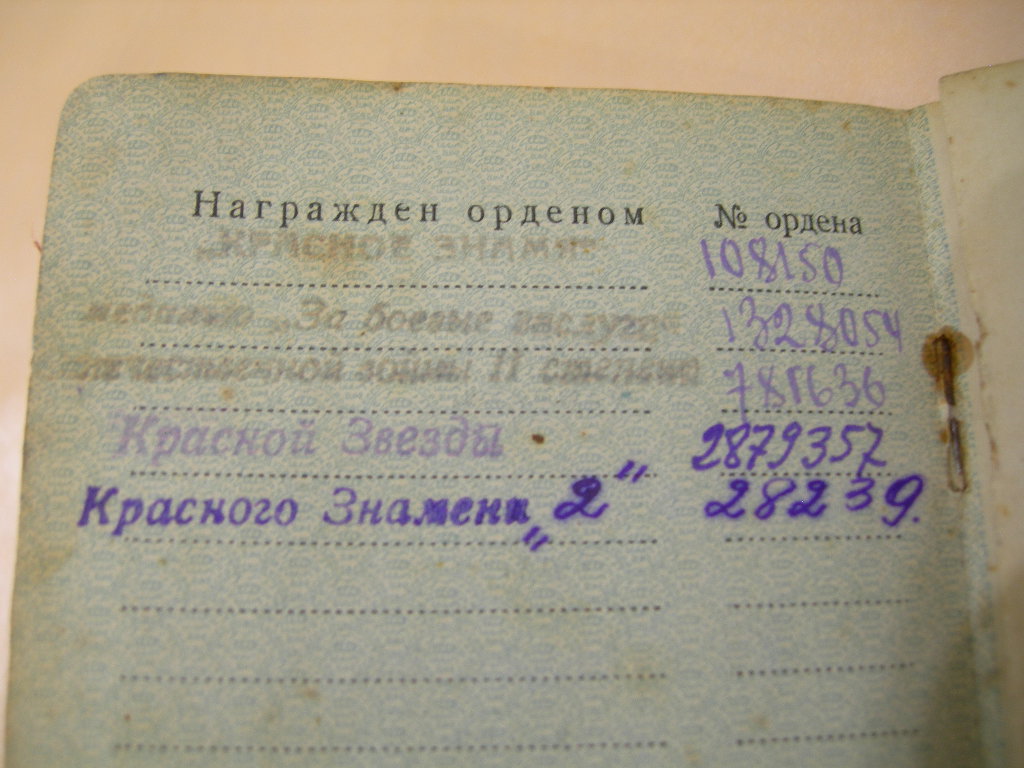 Награжден орденом № ордена
„КРАСНОЕ ЗНАМЯ“ 108150
медалью „За боевые заслуги“ 1328054
Отечественной войны II степени 781636
Красной Звезды 2879357
Красного Знамени „2“ 28239.